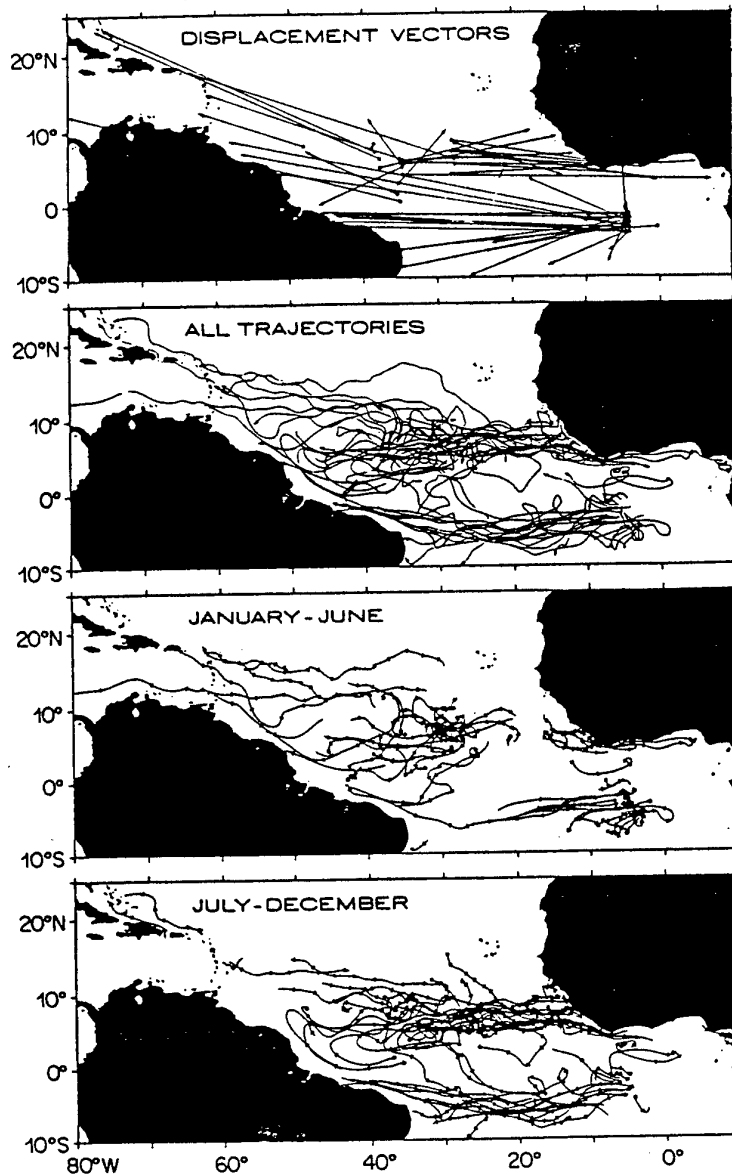 DISPLACEMENT VECTORS
20°N
10°
0
10°S
ALL TRAJECTORIES
20°N
10°
0°
10°S
JANUARY-JUNE
20°N
10°
0°
10°S
JULY-DECEMBER
20°N
10°
0°
10°S
80°W
60°
40°
20°
0°